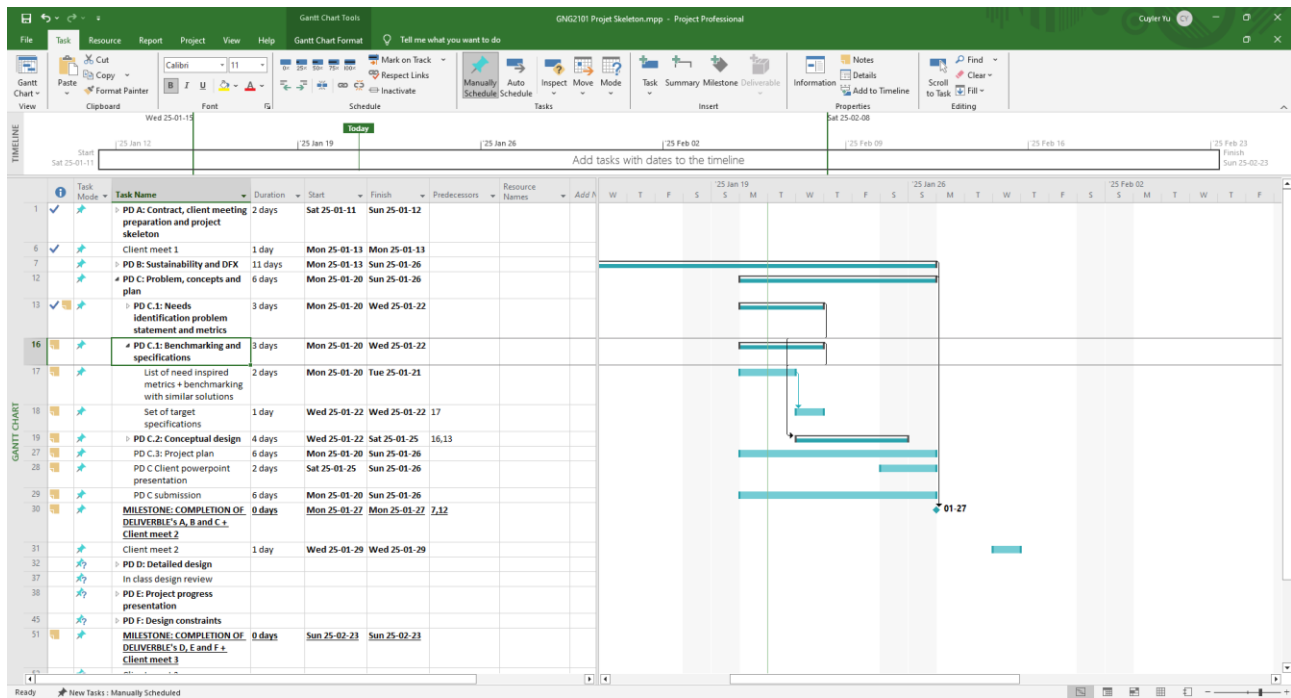 Gantt Chart Tools
GNG2101 Projet Skeleton.mpp - Project Professional
Cuyler Yu
CY
File Task Resource Report Project View Help Gantt Chart Format Tell me what you want to do
Gantt Chart
View
Paste
Cut
Copy
Format Painter
Clipboard
Calibri 11
B I U A
Font
0% 25% 50% 75% 100%
Mark on Track
Respect Links
Inactivate
Schedule
Manually Schedule
Auto Schedule
Inspect Move Mode
Tasks
Task Summary Milestone Deliverable
Insert
Information
Notes
Details
Add to Timeline
Properties
Scroll to Task
Find
Clear
Fill
Editing
TIMELINE
Wed 25-01-15
Sat 25-02-08
Today
'25 Jan 12 '25 Jan 19 '25 Jan 26 '25 Feb 02 '25 Feb 09 '25 Feb 16 '25 Feb 23
Start
Sat 25-01-11
Add tasks with dates to the timeline
Finish
Sun 25-02-23
GANTT CHART
Task Mode Task Name Duration Start Finish Predecessors Resource Names Add N
'25 Jan 19 '25 Jan 26 '25 Feb 02
W T F S S M T W T F S S M T W T F S S M T W T F
1 PD A: Contract, client meeting 2 days Sat 25-01-11 Sun 25-01-12
preparation and project
skeleton
6 Client meet 1 1 day Mon 25-01-13 Mon 25-01-13
7 PD B: Sustainability and DFX 11 days Mon 25-01-13 Sun 25-01-26
12 PD C: Problem, concepts and 6 days Mon 25-01-20 Sun 25-01-26
plan
13 PD C.1: Needs 3 days Mon 25-01-20 Wed 25-01-22
identification problem
statement and metrics
16 PD C.1: Benchmarking and 3 days Mon 25-01-20 Wed 25-01-22
specifications
17 List of need inspired 2 days Mon 25-01-20 Tue 25-01-21
metrics + benchmarking
with similar solutions
18 Set of target 1 day Wed 25-01-22 Wed 25-01-22 17
specifications
19 PD C.2: Conceptual design 4 days Wed 25-01-22 Sat 25-01-25 16,13
27 PD C.3: Project plan 6 days Mon 25-01-20 Sun 25-01-26
28 PD C Client powerpoint 2 days Sat 25-01-25 Sun 25-01-26
presentation
29 PD C submission 6 days Mon 25-01-20 Sun 25-01-26
30 MILESTONE: COMPLETION OF 0 days Mon 25-01-27 Mon 25-01-27 7,12
DELIVERBLE's A, B and C +
Client meet 2
01-27
31 Client meet 2 1 day Wed 25-01-29 Wed 25-01-29
32 PD D: Detailed design
37 In class design review
38 PD E: Project progress
presentation
45 PD F: Design constraints
51 MILESTONE: COMPLETION OF 0 days Sun 25-02-23 Sun 25-02-23
DELIVERBLE's D, E and F +
Client meet 3
Ready New Tasks : Manually Scheduled